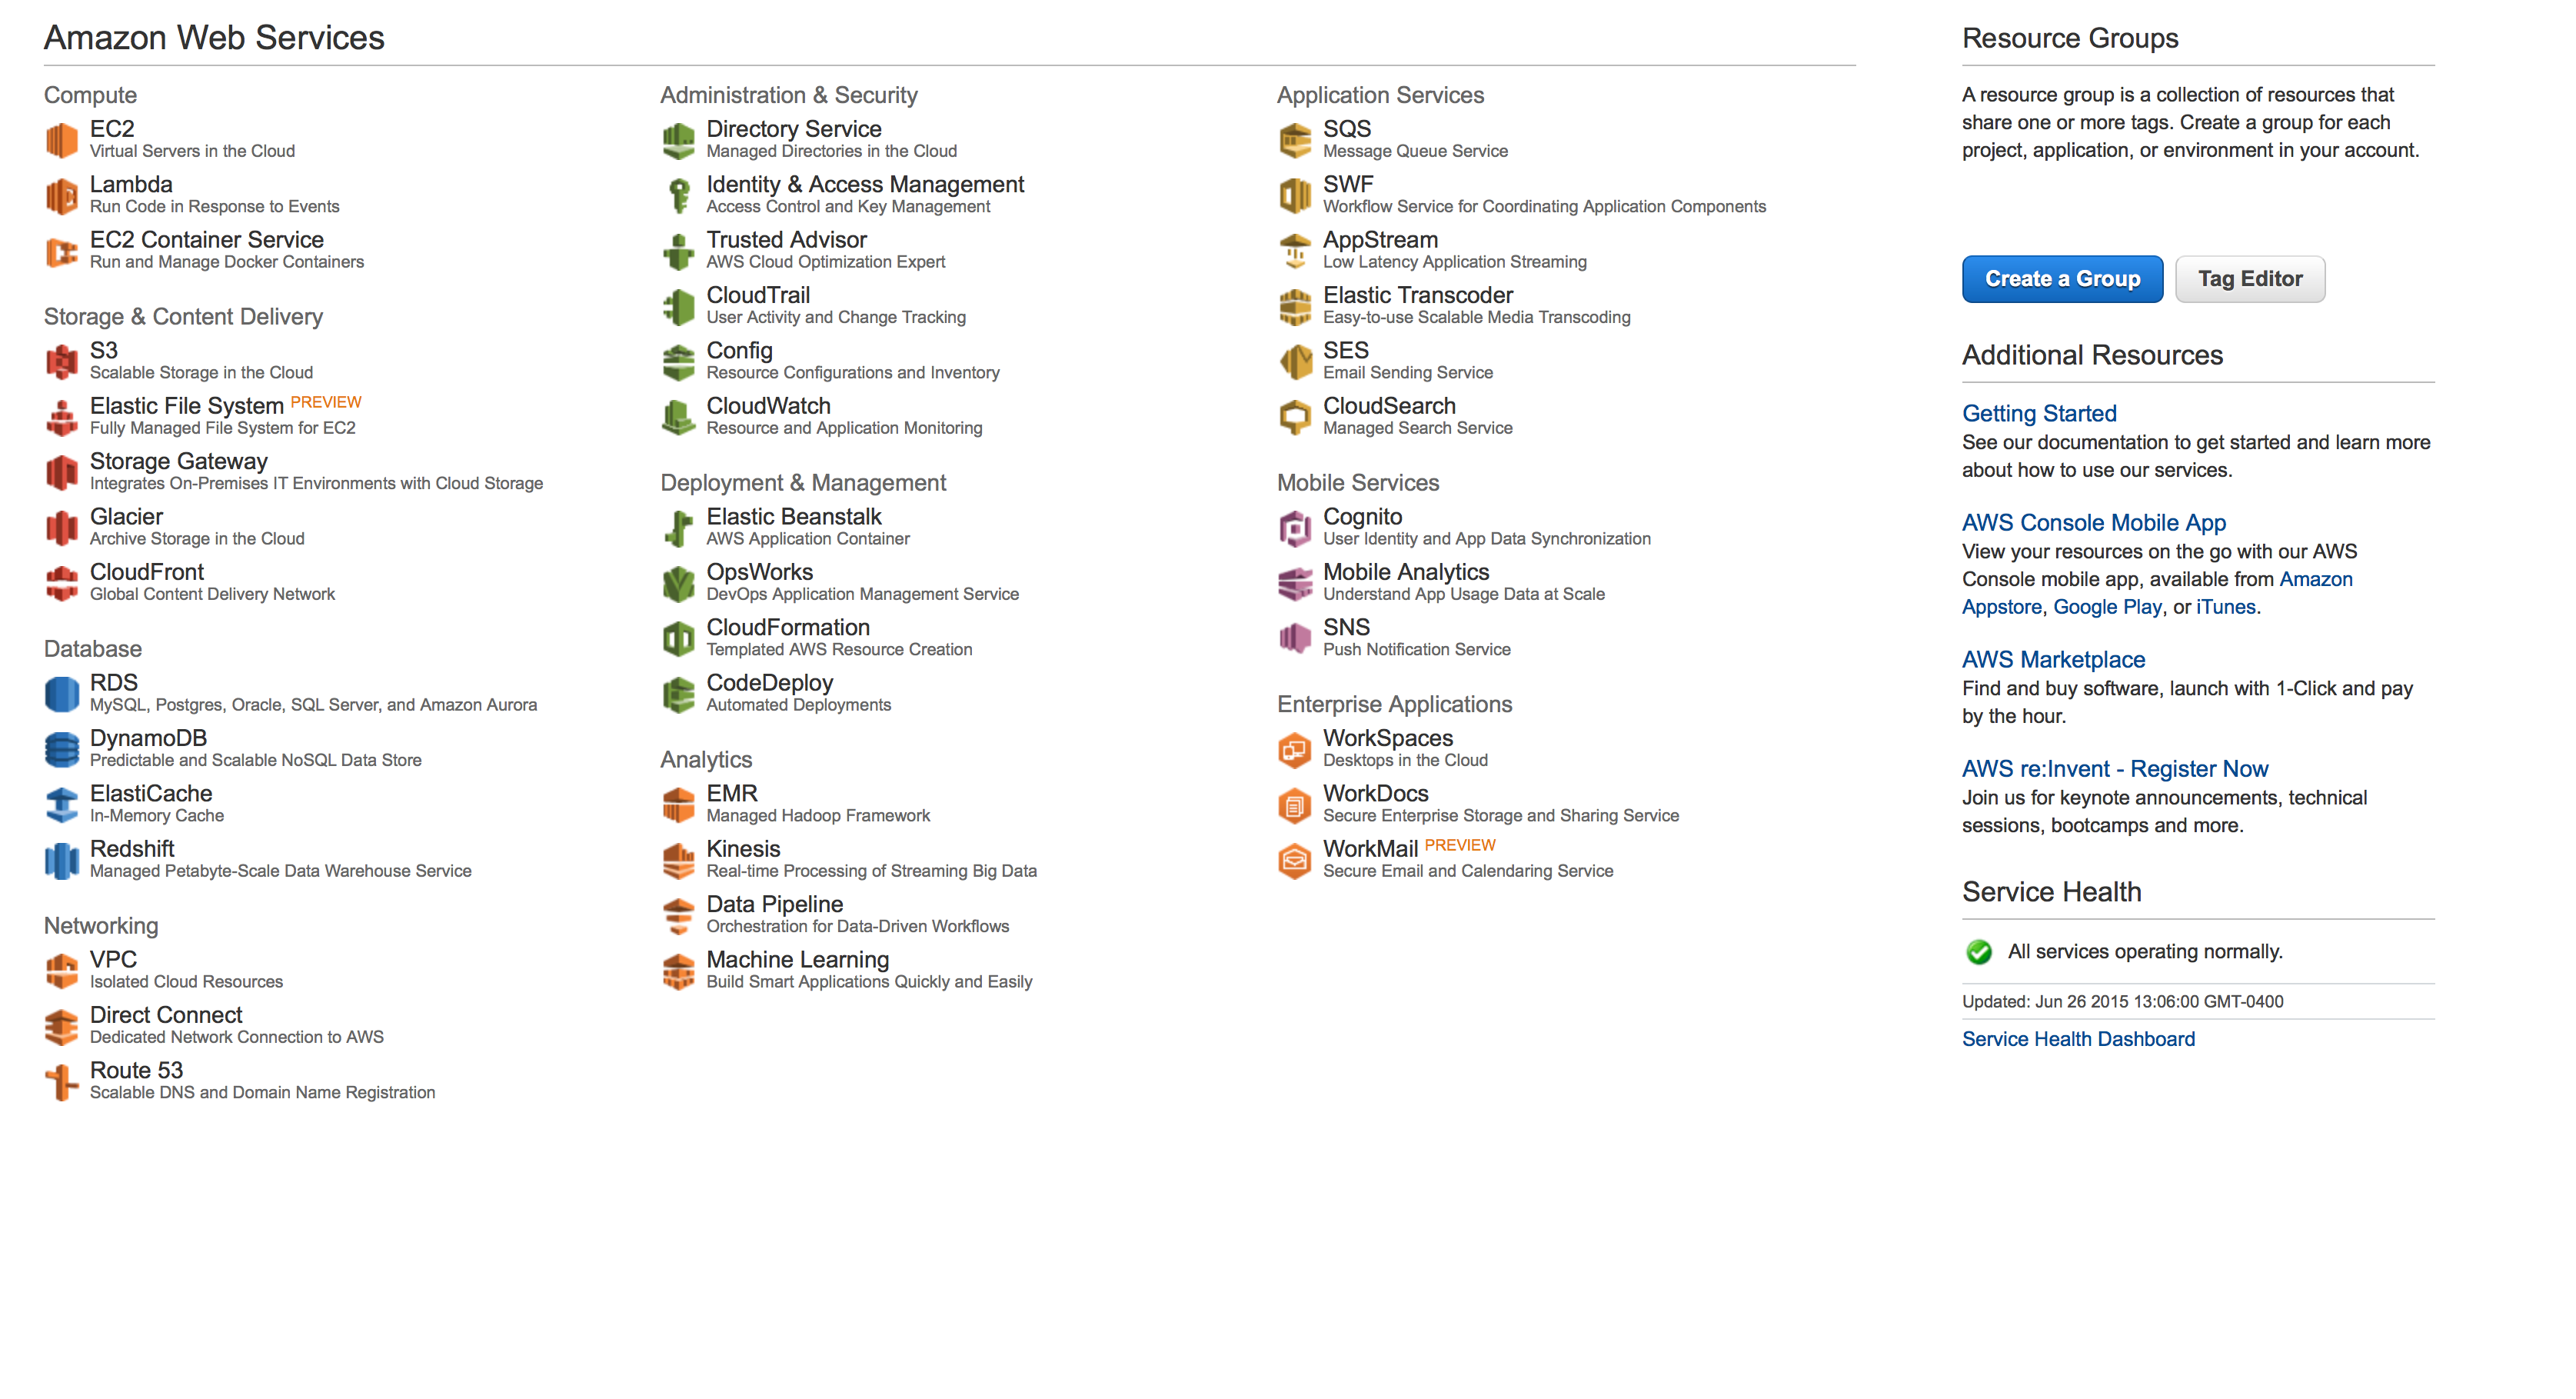 Amazon Web Services
Compute
EC2
Virtual Servers in the Cloud
Lambda
Run Code in Response to Events
EC2 Container Service
Run and Manage Docker Containers
Storage & Content Delivery
S3
Scalable Storage in the Cloud
Elastic File System PREVIEW
Fully Managed File System for EC2
Storage Gateway
Integrates On-Premises IT Environments with Cloud Storage
Glacier
Archive Storage in the Cloud
CloudFront
Global Content Delivery Network
Database
RDS
MySQL, Postgres, Oracle, SQL Server, and Amazon Aurora
DynamoDB
Predictable and Scalable NoSQL Data Store
ElastiCache
In-Memory Cache
Redshift
Managed Petabyte-Scale Data Warehouse Service
Networking
VPC
Isolated Cloud Resources
Direct Connect
Dedicated Network Connection to AWS
Route 53
Scalable DNS and Domain Name Registration
Administration & Security
Directory Service
Managed Directories in the Cloud
Identity & Access Management
Access Control and Key Management
Trusted Advisor
AWS Cloud Optimization Expert
CloudTrail
User Activity and Change Tracking
Config
Resource Configurations and Inventory
CloudWatch
Resource and Application Monitoring
Deployment & Management
Elastic Beanstalk
AWS Application Container
OpsWorks
DevOps Application Management Service
CloudFormation
Templated AWS Resource Creation
CodeDeploy
Automated Deployments
Analytics
EMR
Managed Hadoop Framework
Kinesis
Real-time Processing of Streaming Big Data
Data Pipeline
Orchestration for Data-Driven Workflows
Machine Learning
Build Smart Applications Quickly and Easily
Application Services
SQS
Message Queue Service
SWF
Workflow Service for Coordinating Application Components
AppStream
Low Latency Application Streaming
Elastic Transcoder
Easy-to-use Scalable Media Transcoding
SES
Email Sending Service
CloudSearch
Managed Search Service
Mobile Services
Cognito
User Identity and App Data Synchronization
Mobile Analytics
Understand App Usage Data at Scale
SNS
Push Notification Service
Enterprise Applications
WorkSpaces
Desktops in the Cloud
WorkDocs
Secure Enterprise Storage and Sharing Service
WorkMail PREVIEW
Secure Email and Calendaring Service
Resource Groups
A resource group is a collection of resources that
share one or more tags. Create a group for each
project, application, or environment in your account.
Create a Group
Tag Editor
Additional Resources
Getting Started
See our documentation to get started and learn more
about how to use our services.
AWS Console Mobile App
View your resources on the go with our AWS
Console mobile app, available from Amazon
Appstore, Google Play, or iTunes.
AWS Marketplace
Find and buy software, launch with 1-Click and pay
by the hour.
AWS re:Invent - Register Now
Join us for keynote announcements, technical
sessions, bootcamps and more.
Service Health
All services operating normally.
Updated: Jun 26 2015 13:06:00 GMT-0400
Service Health Dashboard